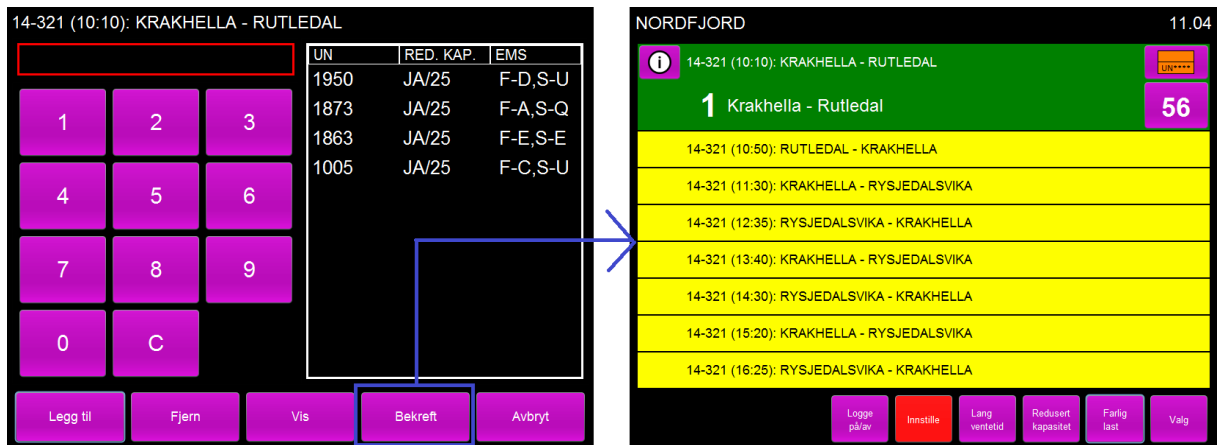 14-321 (10:10): KRAKHELLA - RUTLEDAL
UN RED. KAP. EMS
1950 JA/25 F-D,S-U
1873 JA/25 F-A,S-Q
1863 JA/25 F-E,S-E
1005 JA/25 F-C,S-U
1 2 3
4 5 6
7 8 9
0 C
Legg til Fjern Vis Bekreft Avbryt
NORDFJORD 11.04
14-321 (10:10): KRAKHELLA - RUTLEDAL
UN****
1 Krakhella - Rutledal 56
14-321 (10:50): RUTLEDAL - KRAKHELLA
14-321 (11:30): KRAKHELLA - RYSJEDALSVIKA
14-321 (12:35): RYSJEDALSVIKA - KRAKHELLA
14-321 (13:40): KRAKHELLA - RYSJEDALSVIKA
14-321 (14:30): RYSJEDALSVIKA - KRAKHELLA
14-321 (15:20): KRAKHELLA - RYSJEDALSVIKA
14-321 (16:25): RYSJEDALSVIKA - KRAKHELLA
Logge på/av
Innstille
Lang ventetid
Redusert kapasitet
Farlig last
Valg